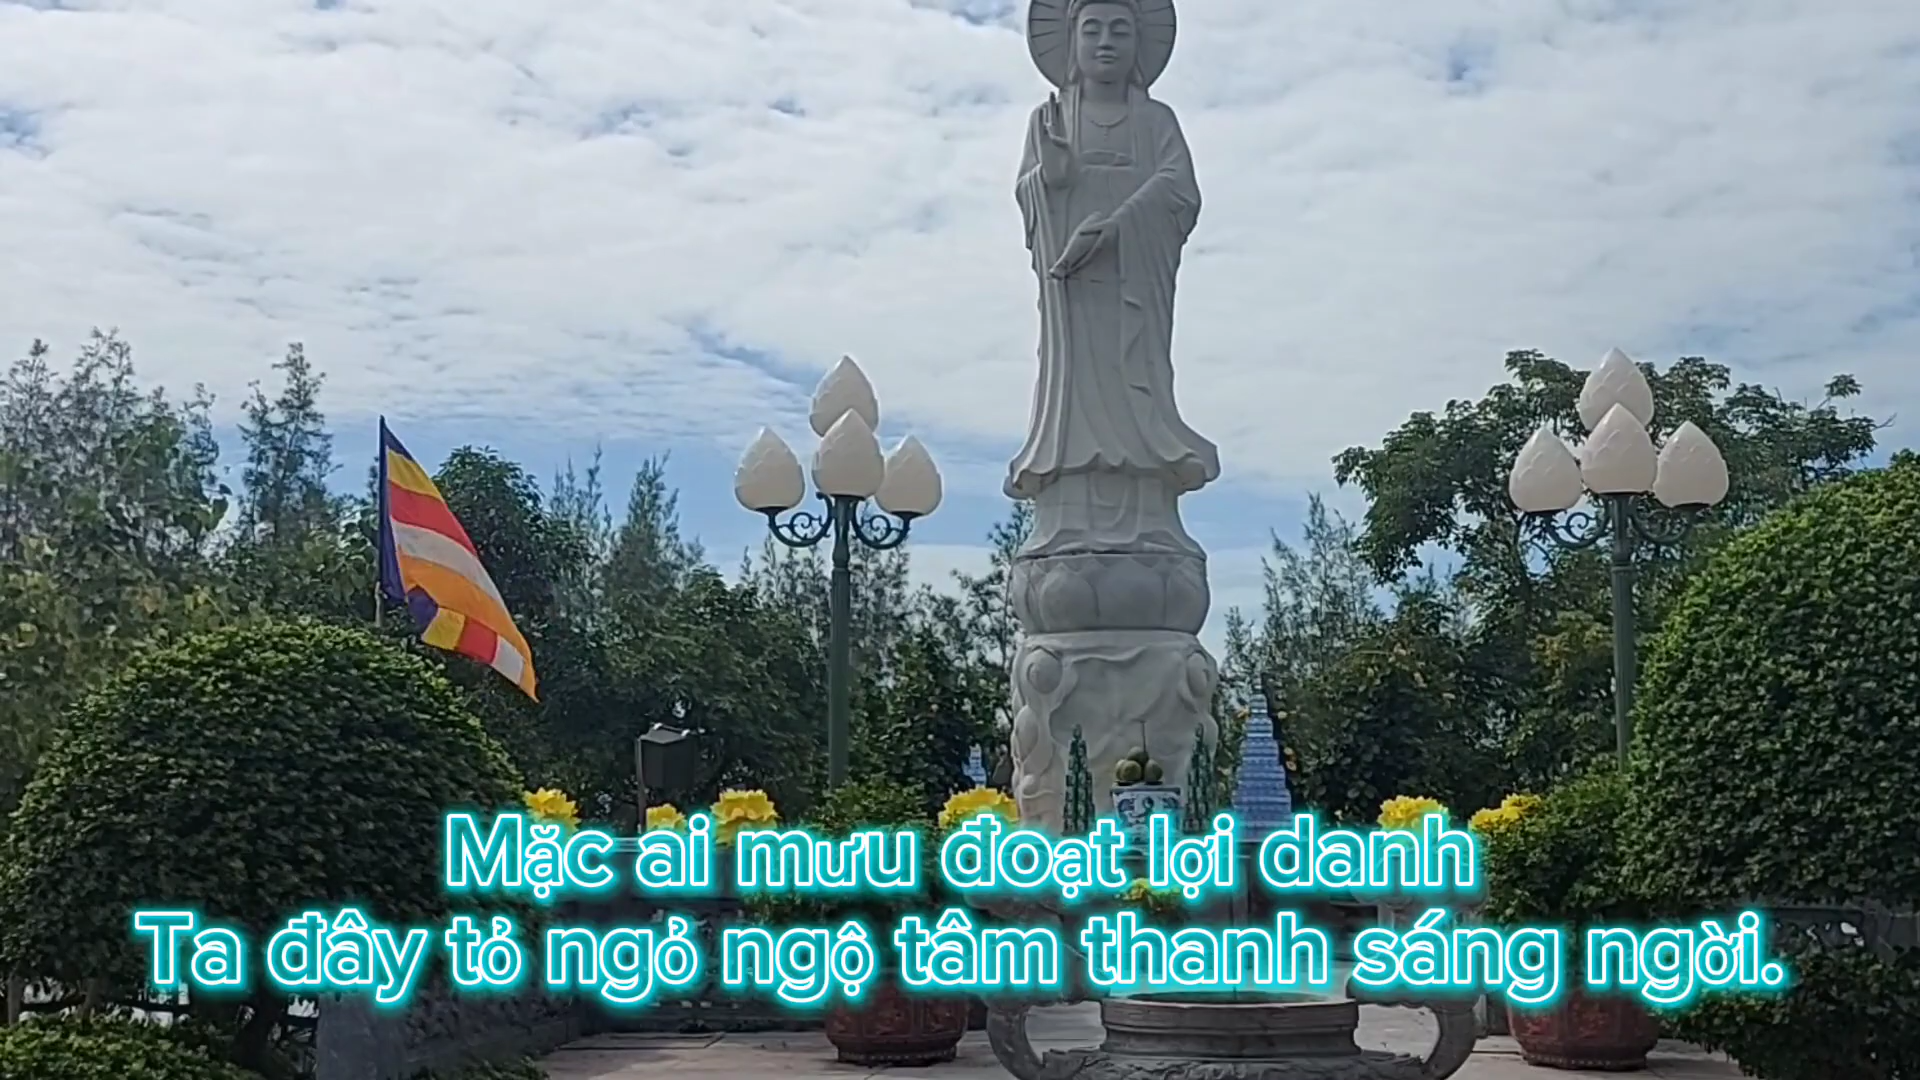 Mặc ai mưu đoạt lợi danh
Ta đây tỏ ngỏ ngộ tâm thanh sáng ngời.